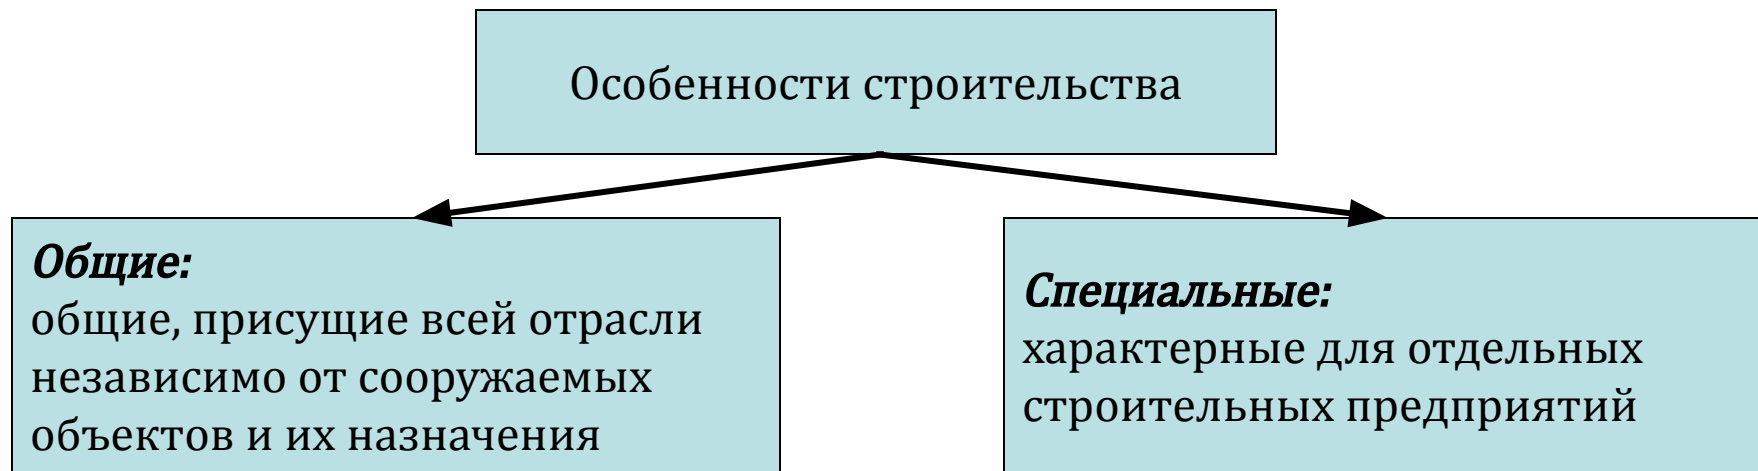 Особенности строительства
Общие:
общие, присущие всей отрасли
независимо от сооружаемых
объектов и их назначения
Специальные:
характерные для отдельных
строительных предприятий